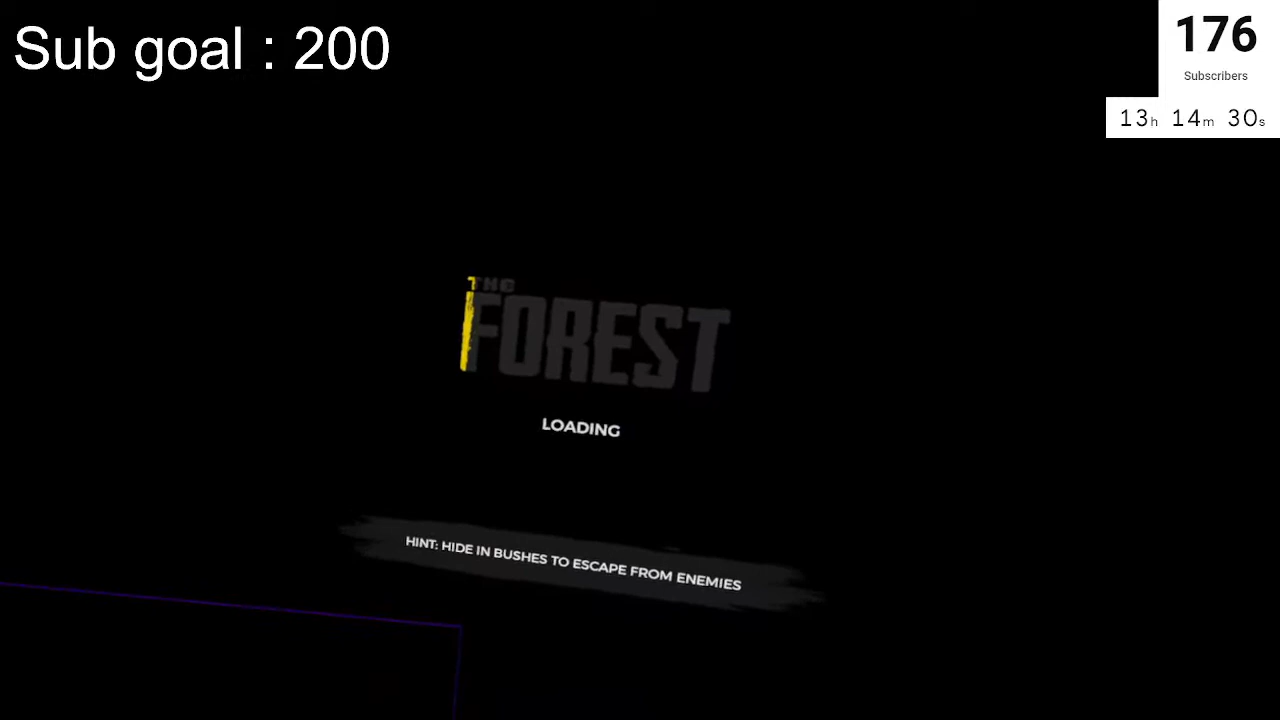 Sub goal : 200
176
Subscribers
13h 14m 30s
THE
FOREST
LOADING
HINT: HIDE IN BUSHES TO ESCAPE FROM ENEMIES